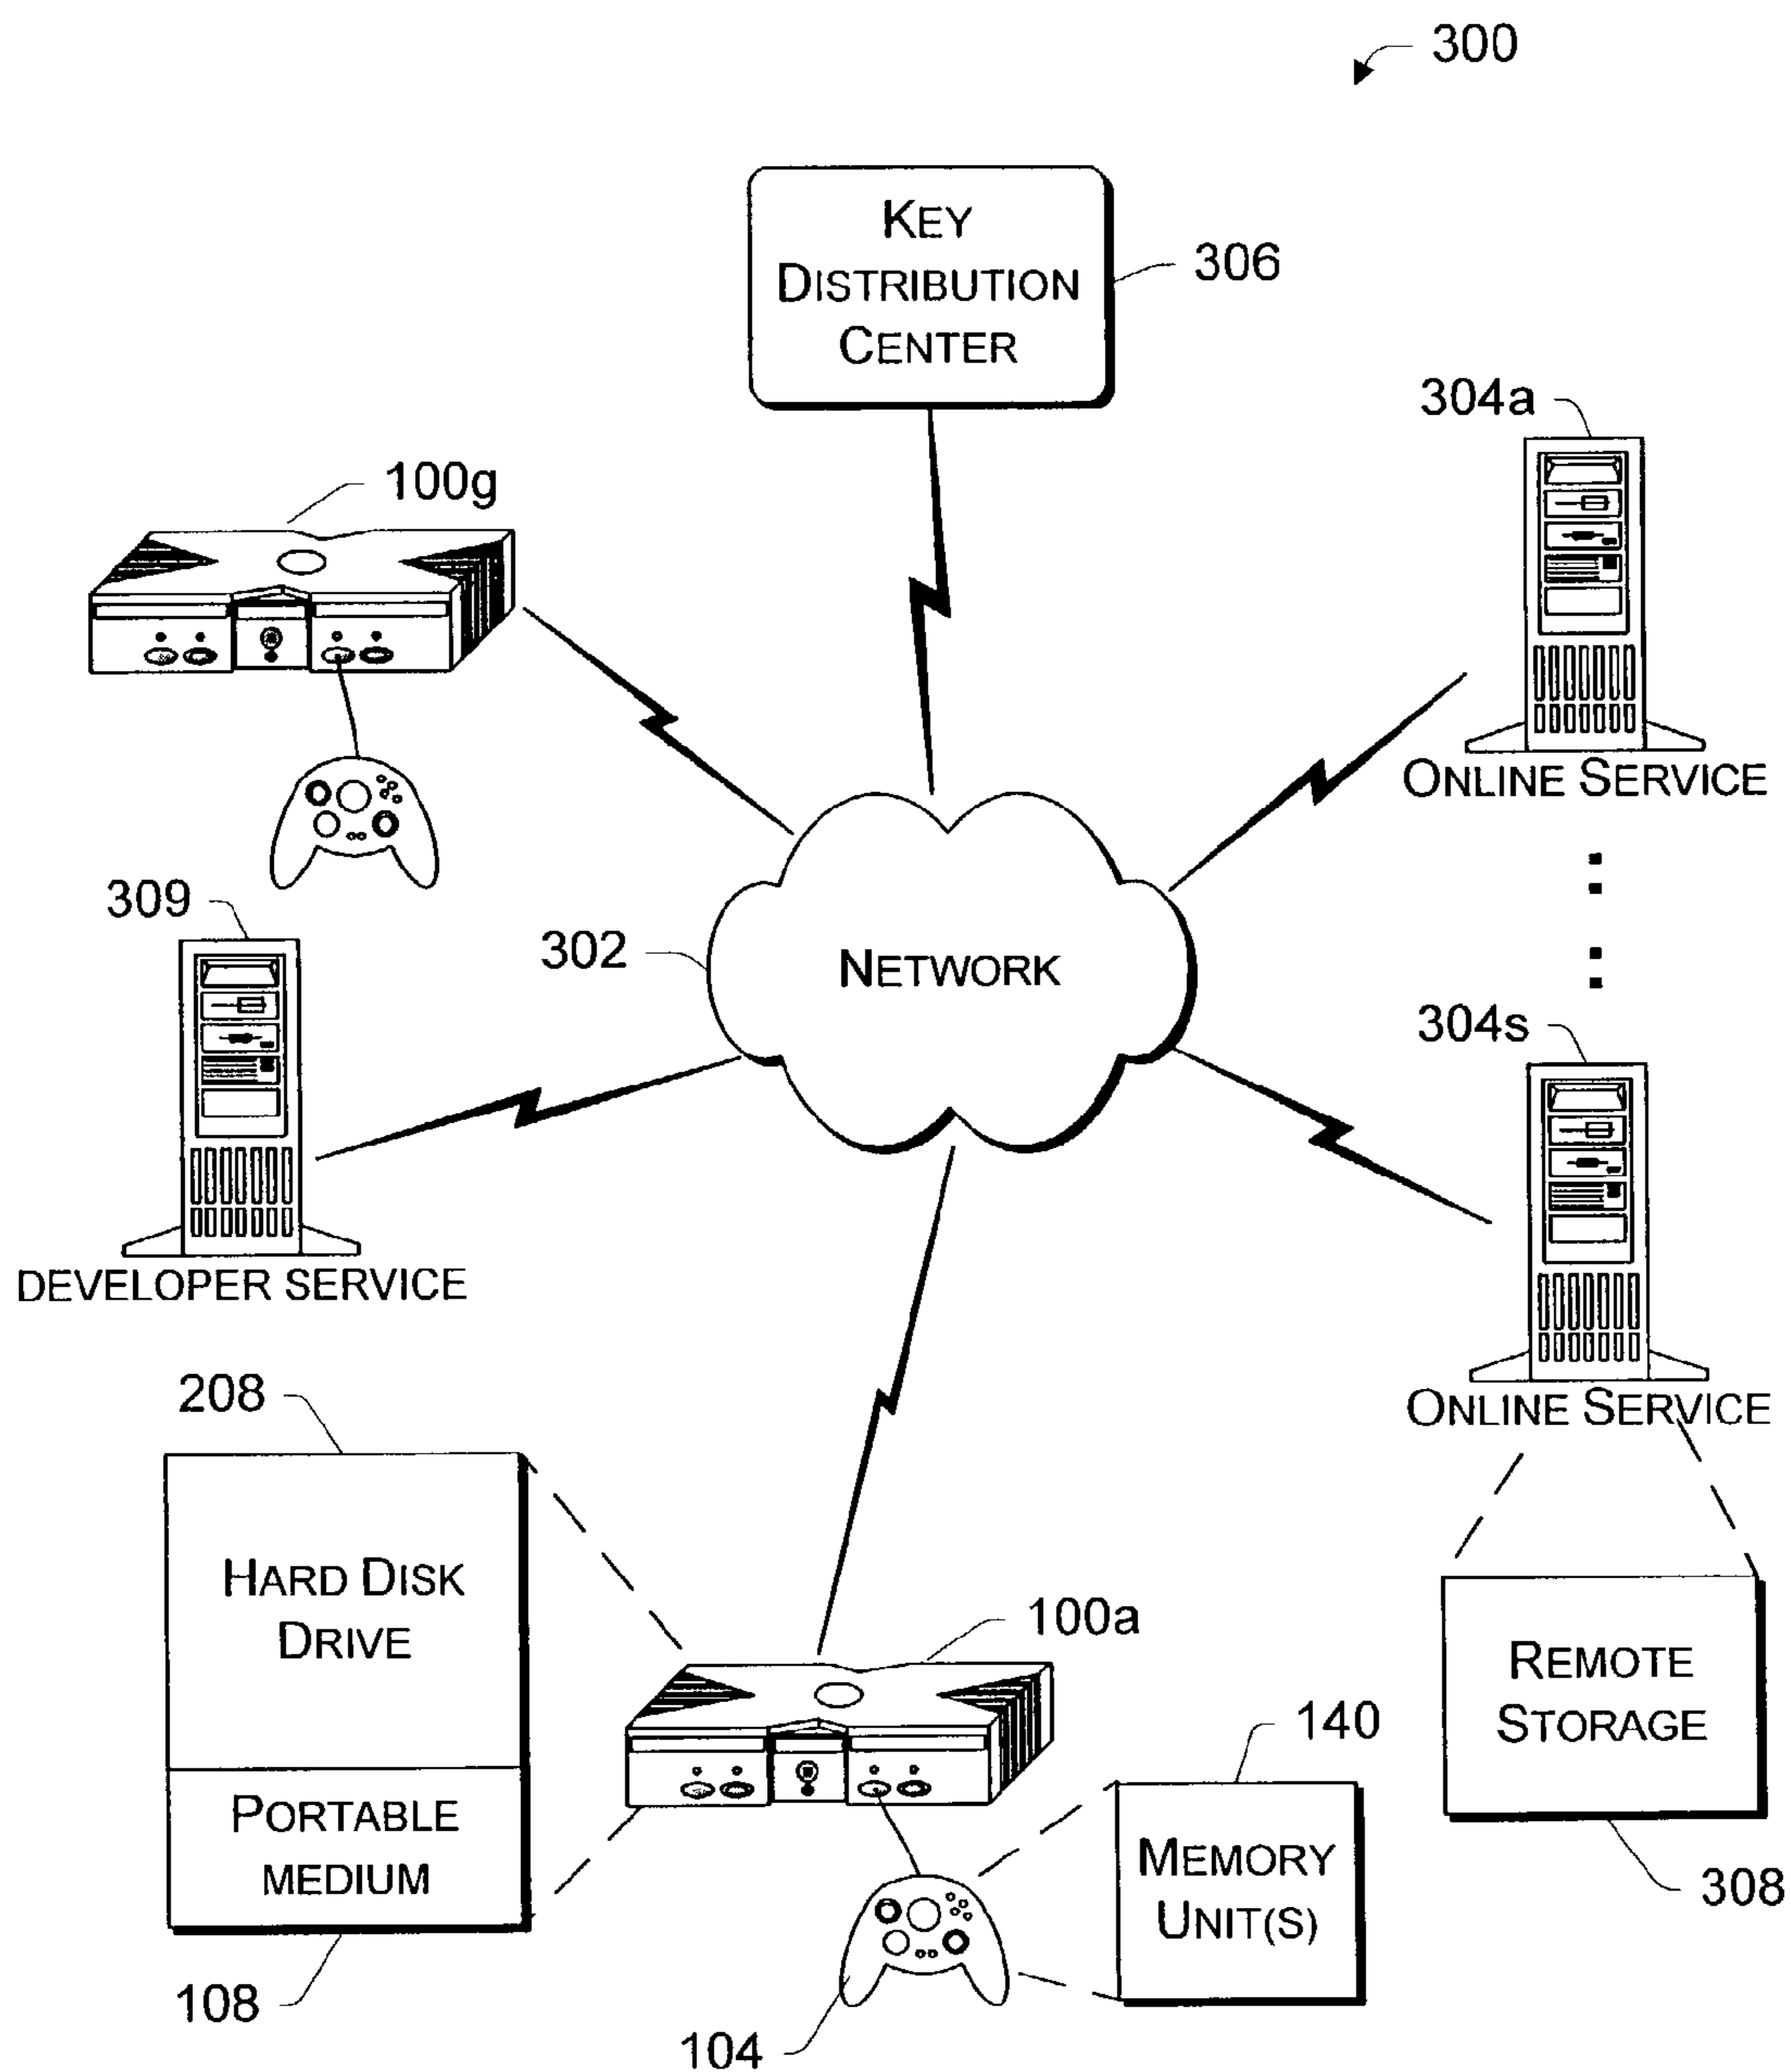 300
KEY
DISTRIBUTION
CENTER
306
304a
100g
ONLINE SERVICE
309
302
NETWORK
304s
DEVELOPER SERVICE
ONLINE SERVICE
208
HARD DISK
DRIVE
100a
REMOTE
STORAGE
140
PORTABLE
MEDIUM
MEMORY
UNIT(S)
308
108
104